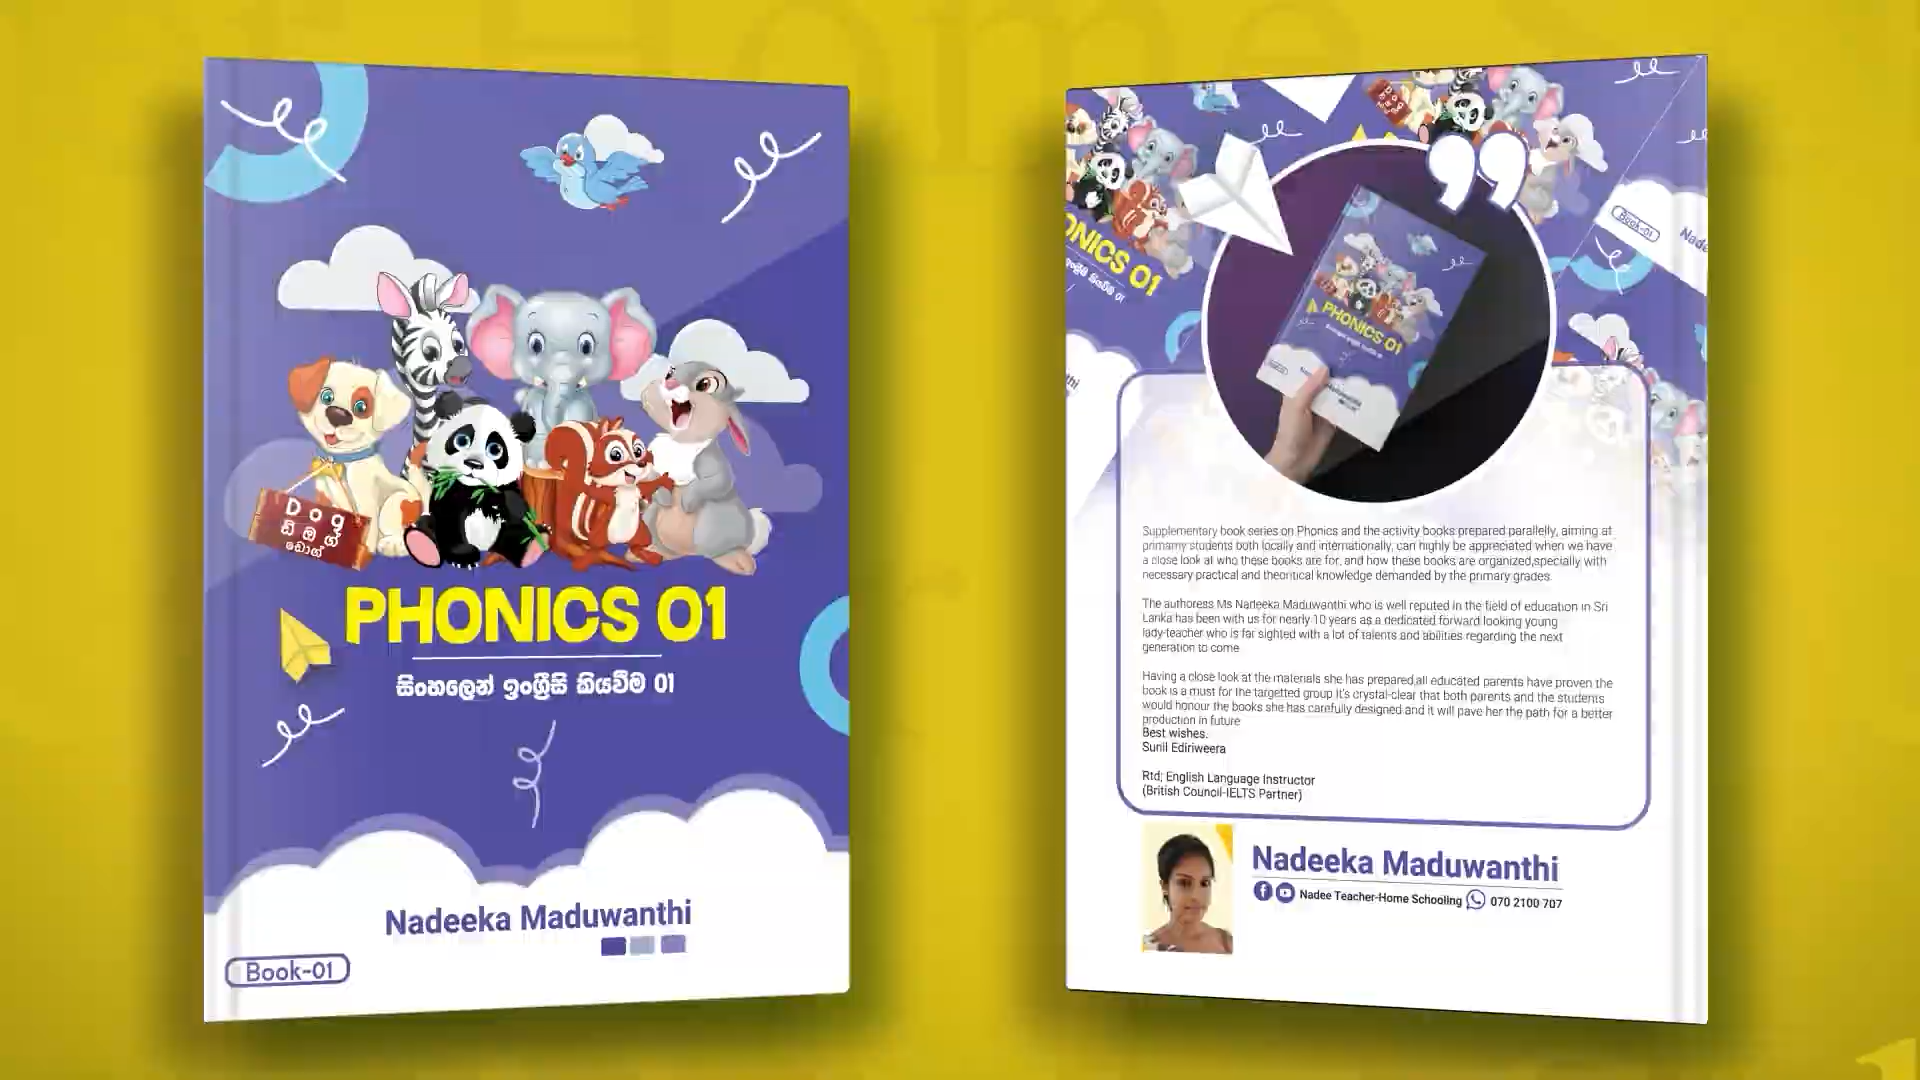 Home S
Dog
ඩ් ඔ ග්
ඩොග්
PHONICS 01
සිංහලෙන් ඉංග්‍රීසි කියවීම 01
Nadeeka Maduwanthi
Book-01
ONICS 01
Book-01
Nade
PHONICS 01
Supplementary book series on Phonics and the activity books prepared parallelly, aiming at
primamy students both locally and internationally, can highly be appreciated when we have
a close look at who these books are for, and how these books are organized,specially with
necessary practical and theoritical knowledge demanded by the primary grades.
The authoress Ms Nadeeka Maduwanthi who is well reputed in the field of education in Sri
Lanka has been with us for nearly 10 years as a dedicated forward looking young
lady-teacher who is far sighted with a lot of talents and abilities regarding the next
generation to come
Having a close look at the materials she has prepared,all educated parents have proven the
book is a must for the targetted group It's crystal-clear that both parents and the students
would honour the books she has carefully designed and it will pave her the path for a better
production in future
Best wishes.
Sunil Ediriweera
Rtd; English Language Instructor
(British Council-IELTS Partner)
Nadeeka Maduwanthi
Nadee Teacher-Home Schooling 070 2100 707